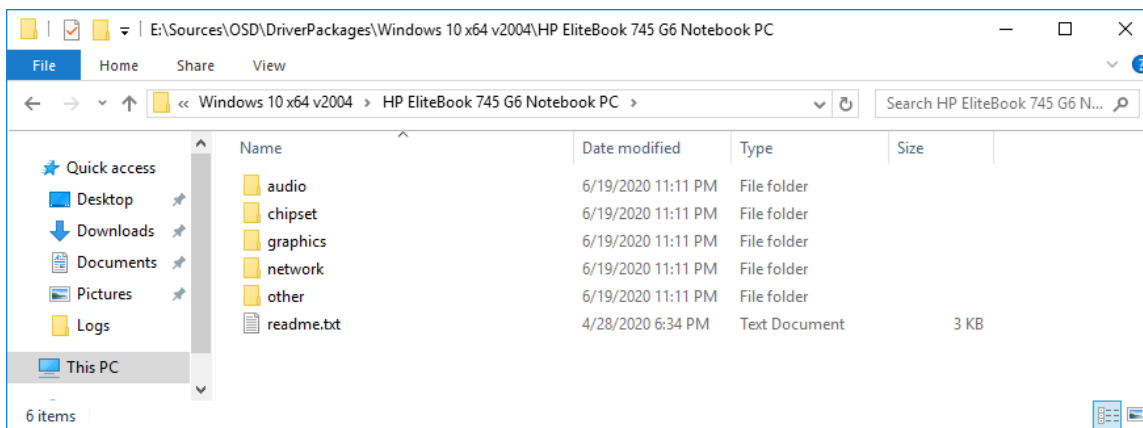 E:\Sources\OSD\DriverPackages\Windows 10 x64 v2004\HP EliteBook 745 G6 Notebook PC
File Home Share View
« Windows 10 x64 v2004 > HP EliteBook 745 G6 Notebook PC >
Search HP EliteBook 745 G6 N...
Name Date modified Type Size
Quick access
Desktop
Downloads
Documents
Pictures
Logs
This PC
audio 6/19/2020 11:11 PM File folder
chipset 6/19/2020 11:11 PM File folder
graphics 6/19/2020 11:11 PM File folder
network 6/19/2020 11:11 PM File folder
other 6/19/2020 11:11 PM File folder
readme.txt 4/28/2020 6:34 PM Text Document 3 KB
6 items